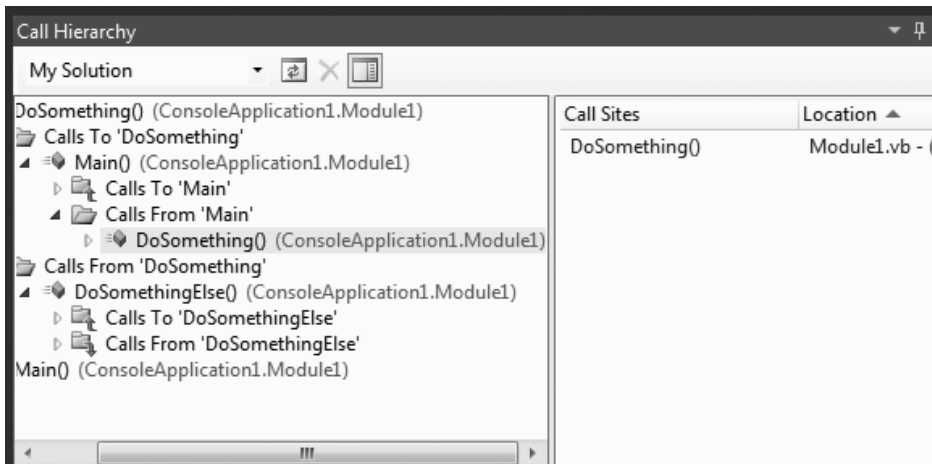 Call Hierarchy
My Solution
DoSomething() (ConsoleApplication1.Module1)
Calls To 'DoSomething'
Main() (ConsoleApplication1.Module1)
Calls To 'Main'
Calls From 'Main'
DoSomething() (ConsoleApplication1.Module1)
Calls From 'DoSomething'
DoSomethingElse() (ConsoleApplication1.Module1)
Calls To 'DoSomethingElse'
Calls From 'DoSomethingElse'
Main() (ConsoleApplication1.Module1)
Call Sites Location
DoSomething() Module1.vb - (